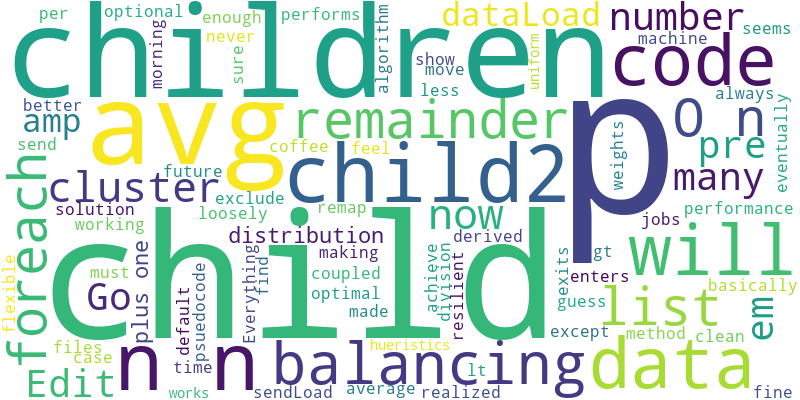 per optional enough performs
children morning never sure algorithm show move less uniform dataLoad number machine seems
code
better amp avg remainder p O n always
send future coffee feel child2 weights pre eventually
foreach cluster exclude many
solution loosely remap now jobs performance
working distribution derived will
flexible must Go plus one child making coupled achieve division resilient exits gt enters basically
default psuedocode Everything find optimal guess list em
files case time n n made hueristics except method clean
Edit balancing lt data
works sendLoad average realized fine